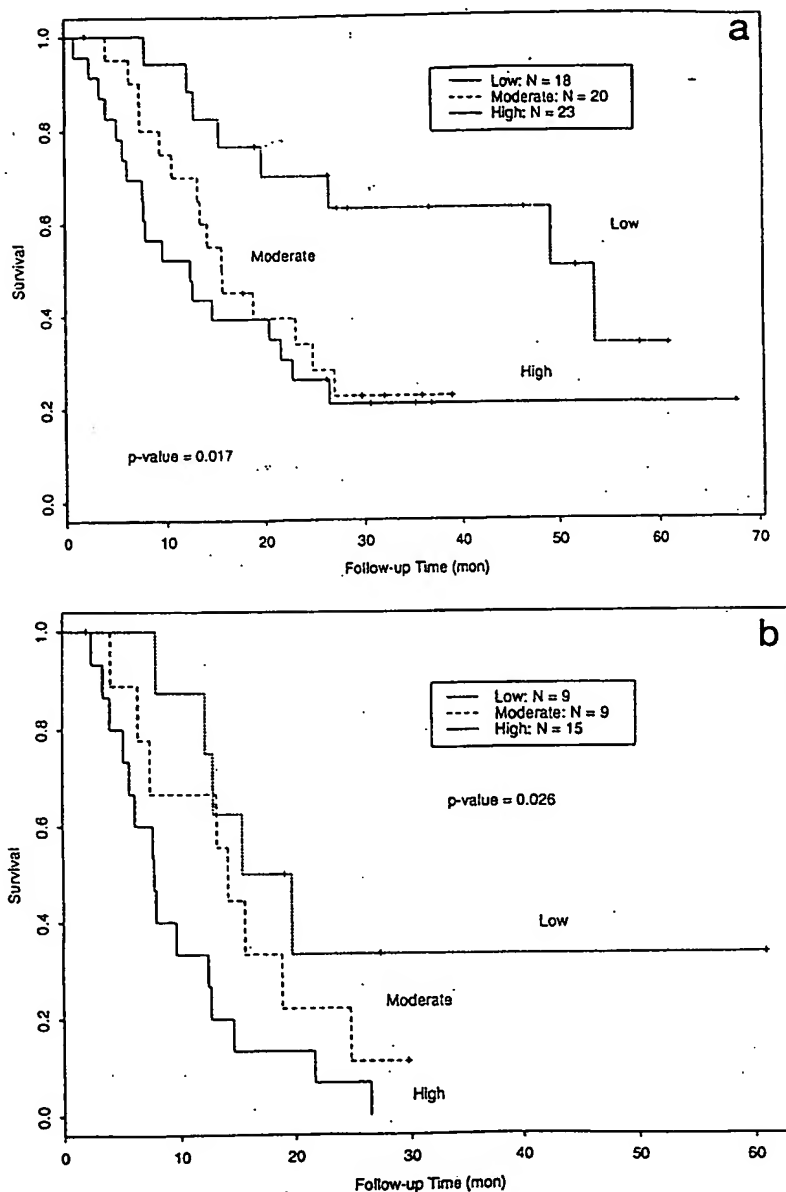 a
Low: N = 18
Moderate: N = 20
High: N = 23
1.0
0.8
0.6
0.4
0.2
0.0
Survival
Low
Moderate
High
p-value = 0.017
0 10 20 30 40 50 60 70
Follow-up Time (mon)
b
Low: N = 9
Moderate: N = 9
High: N = 15
p-value = 0.026
1.0
0.8
0.6
0.4
0.2
0.0
Survival
Low
Moderate
High
0 10 20 30 40 50 60
Follow-up Time (mon)